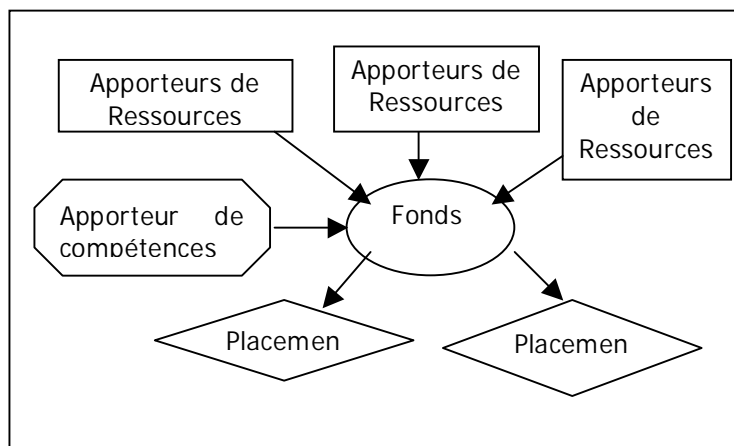 Apporteurs de
Ressources
Apporteurs de
Ressources
Apporteurs
de
Ressources
Apporteur de
compétences
Fonds
Placemen
Placemen